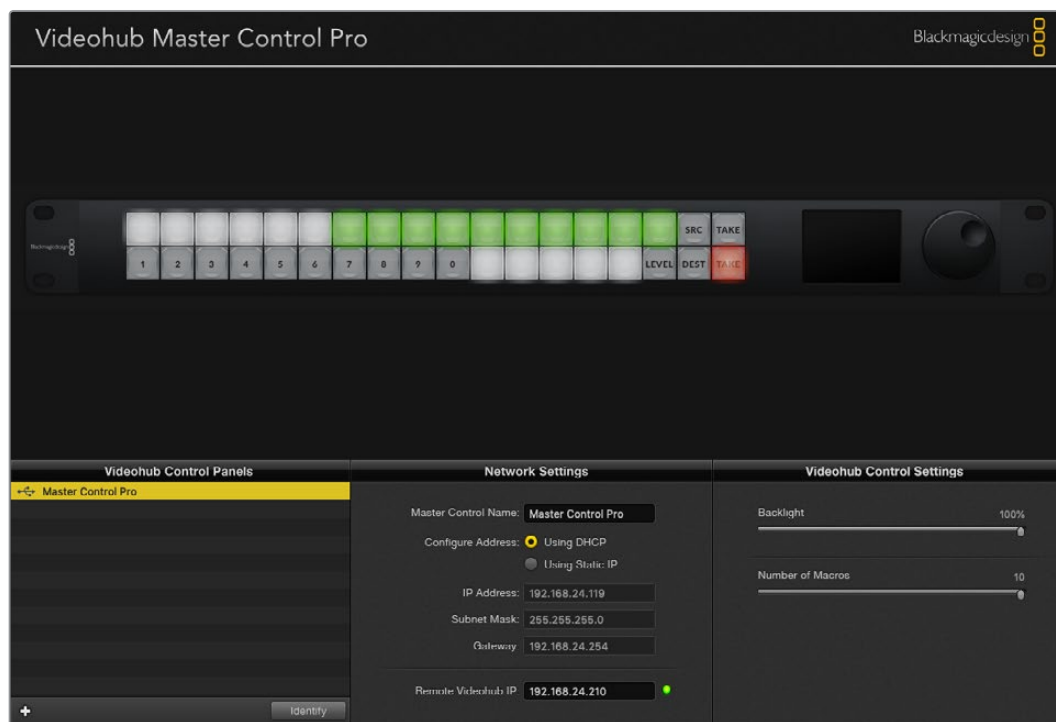 Videohub Master Control Pro
Blackmagicdesign
SRC TAKE
Blackmagicdesign
1 2 3 4 5 6 7 8 9 0 LEVEL DEST TAKE
Videohub Control Panels
Network Settings
Videohub Control Settings
Master Control Pro
Master Control Name: Master Control Pro
Backlight 100%
Configure Address: Using DHCP
Using Static IP
Number of Macros 10
IP Address: 192.168.24.119
Subnet Mask: 255.255.255.0
Gateway 192.168.24.254
Remote Videohub IP 192.168.24.210
Identify